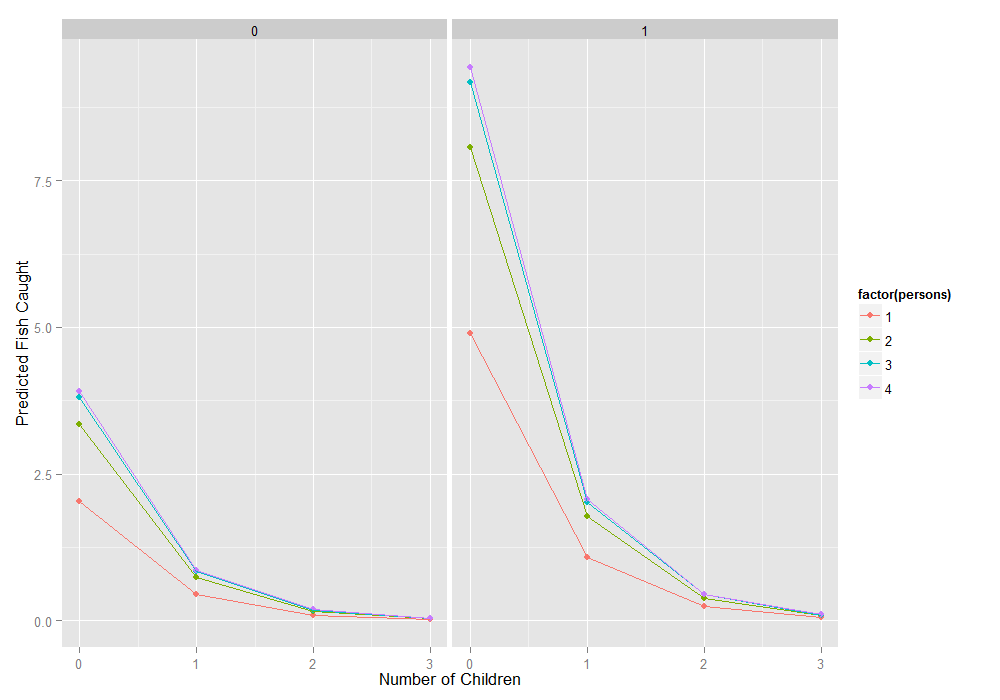 0 1
Predicted Fish Caught
7.5
5.0
2.5
0.0
0 1 2 3 0 1 2 3
Number of Children
factor(persons)
1
2
3
4